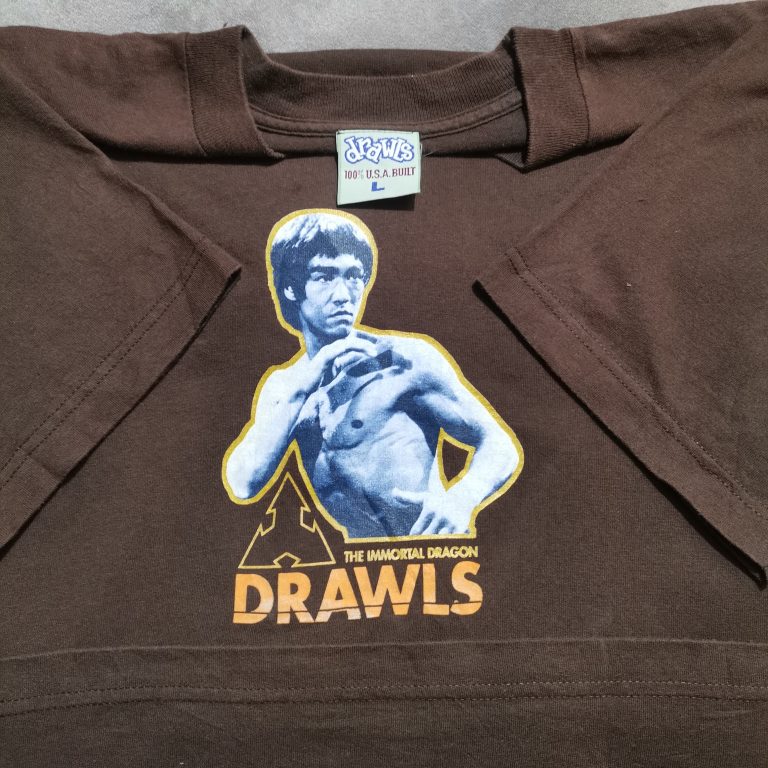 drawls
100% U.S.A. BUILT
L
THE IMMORTAL DRAGON
DRAWLS